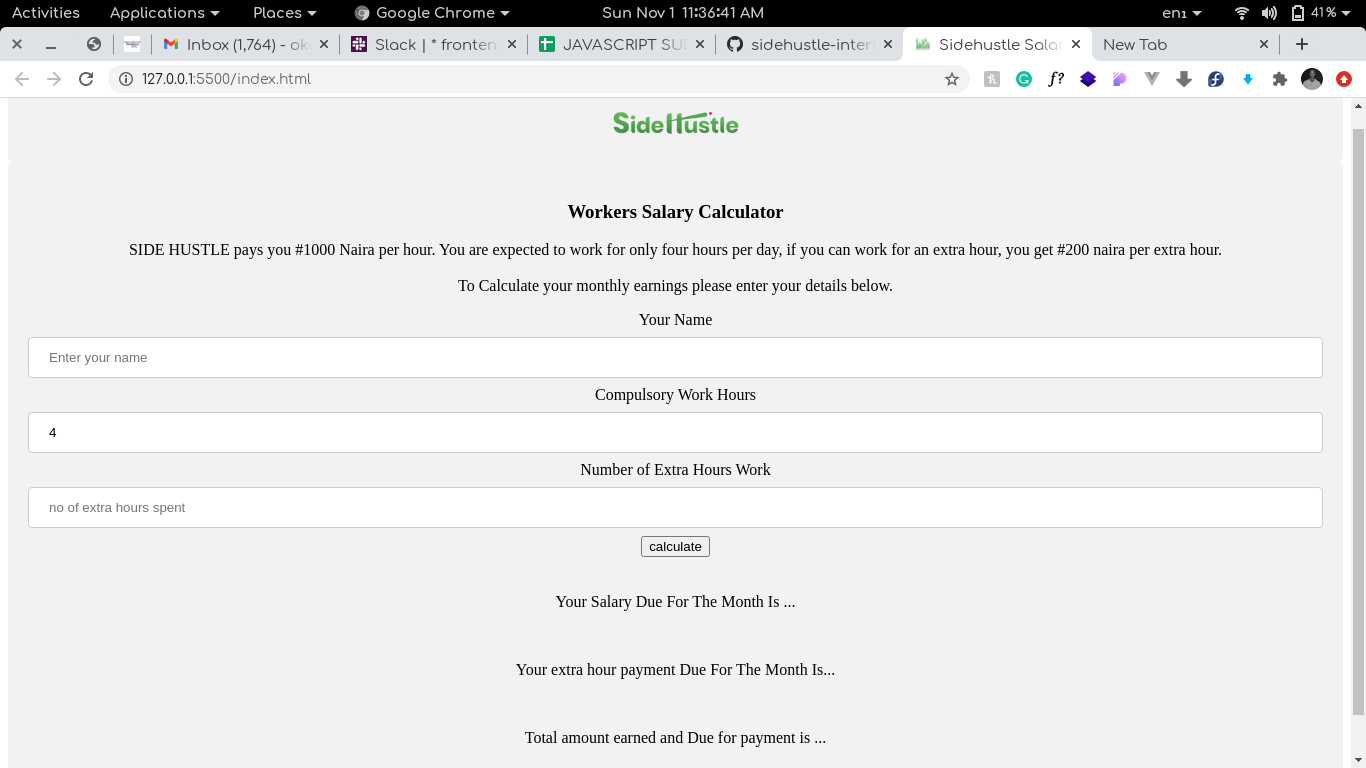 Activities Applications Places Google Chrome Sun Nov 1 11:36:41 AM en₁ 41%
Inbox (1,764) - ok Slack | * fronten JAVASCRIPT SU sidehustle-inter Sidehustle Sala New Tab
127.0.0.1:5500/index.html f?
SideHustle
Workers Salary Calculator
SIDE HUSTLE pays you #1000 Naira per hour. You are expected to work for only four hours per day, if you can work for an extra hour, you get #200 naira per extra hour.
To Calculate your monthly earnings please enter your details below.
Your Name
Enter your name
Compulsory Work Hours
4
Number of Extra Hours Work
no of extra hours spent
calculate
Your Salary Due For The Month Is ...
Your extra hour payment Due For The Month Is...
Total amount earned and Due for payment is ...